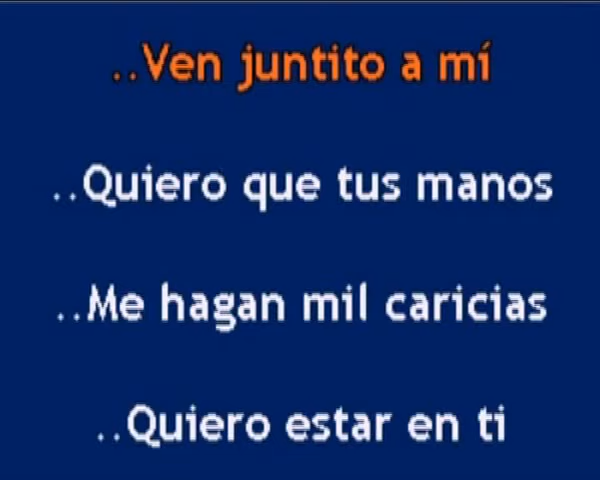 ..Ven juntito a mí
..Quiero que tus manos
..Me hagan mil caricias
..Quiero estar en ti